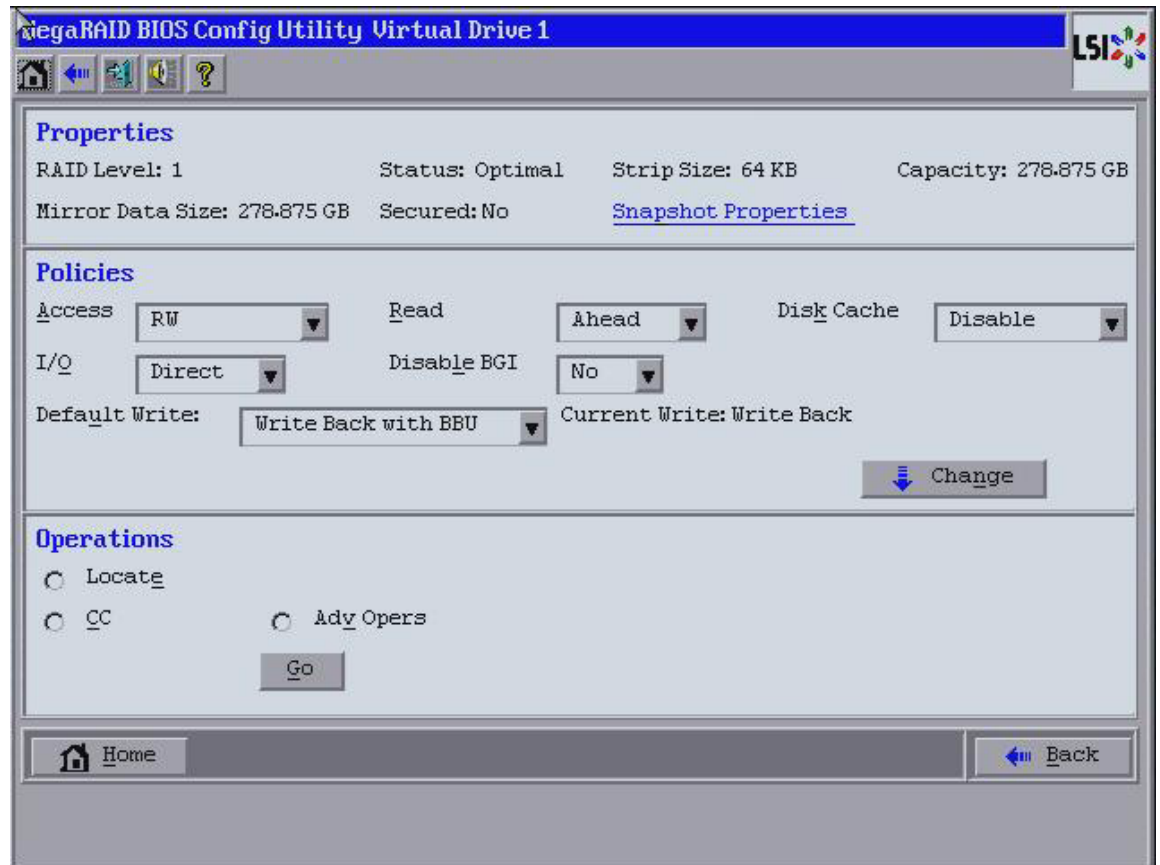 egaRAID BIOS Config Utility Virtual Drive 1
LSI
?
Properties
RAID Level: 1 Status: Optimal Strip Size: 64 KB Capacity: 278.875 GB
Mirror Data Size: 278.875 GB Secured: No Snapshot Properties
Policies
Access RW Read Ahead Disk Cache Disable
I/O Direct Disable BGI No
Default Write: Write Back with BBU Current Write: Write Back
Change
Operations
Locate
CC Adv Opers
Go
Home Back